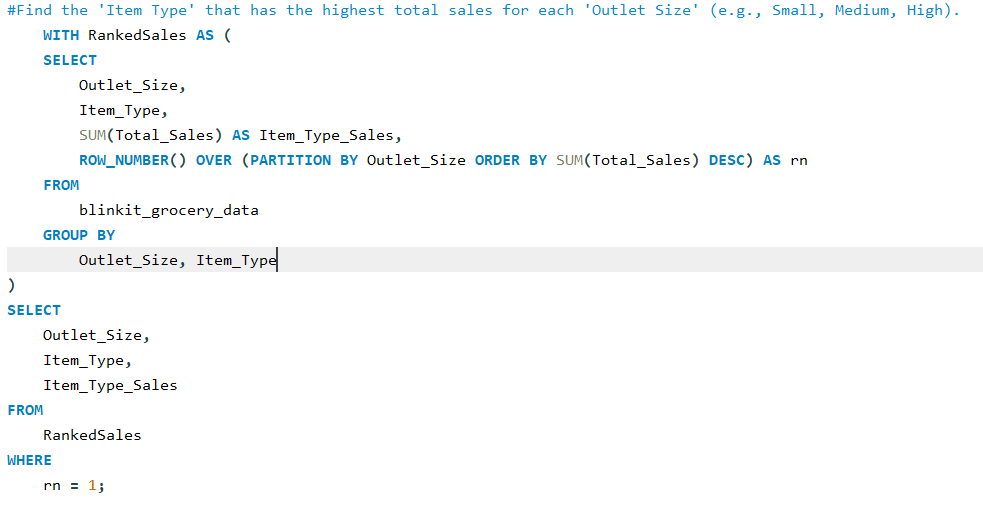 #Find the 'Item Type' that has the highest total sales for each 'Outlet Size' (e.g., Small, Medium, High).
WITH RankedSales AS (
SELECT
Outlet_Size,
Item_Type,
SUM(Total_Sales) AS Item_Type_Sales,
ROW_NUMBER() OVER (PARTITION BY Outlet_Size ORDER BY SUM(Total_Sales) DESC) AS rn
FROM
blinkit_grocery_data
GROUP BY
Outlet_Size, Item_Type
)
SELECT
Outlet_Size,
Item_Type,
Item_Type_Sales
FROM
RankedSales
WHERE
rn = 1;